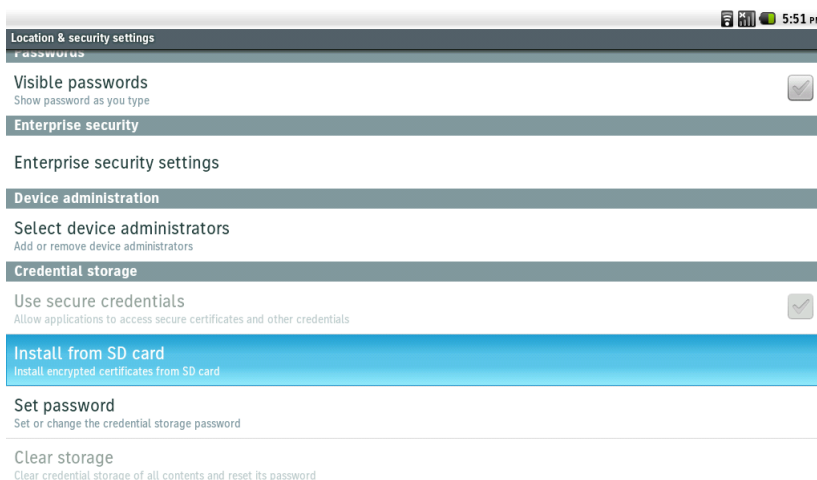 5:51 PM
Location & security settings
Passwords
Visible passwords
Show password as you type
Enterprise security
Enterprise security settings
Device administration
Select device administrators
Add or remove device administrators
Credential storage
Use secure credentials
Allow applications to access secure certificates and other credentials
Install from SD card
Install encrypted certificates from SD card
Set password
Set or change the credential storage password
Clear storage
Clear credential storage of all contents and reset its password